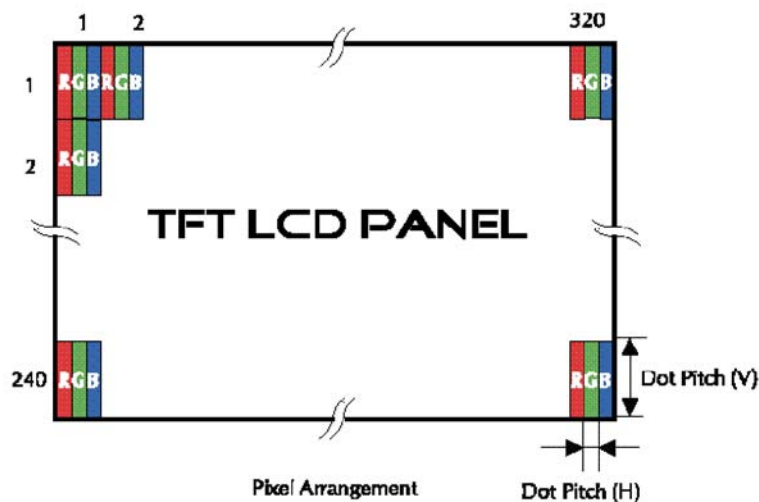 1 2 320
1 RGB RGB RGB
2 RGB
TFT LCD PANEL
240 RGB RGB
Dot Pitch (V)
Pixel Arrangement
Dot Pitch (H)